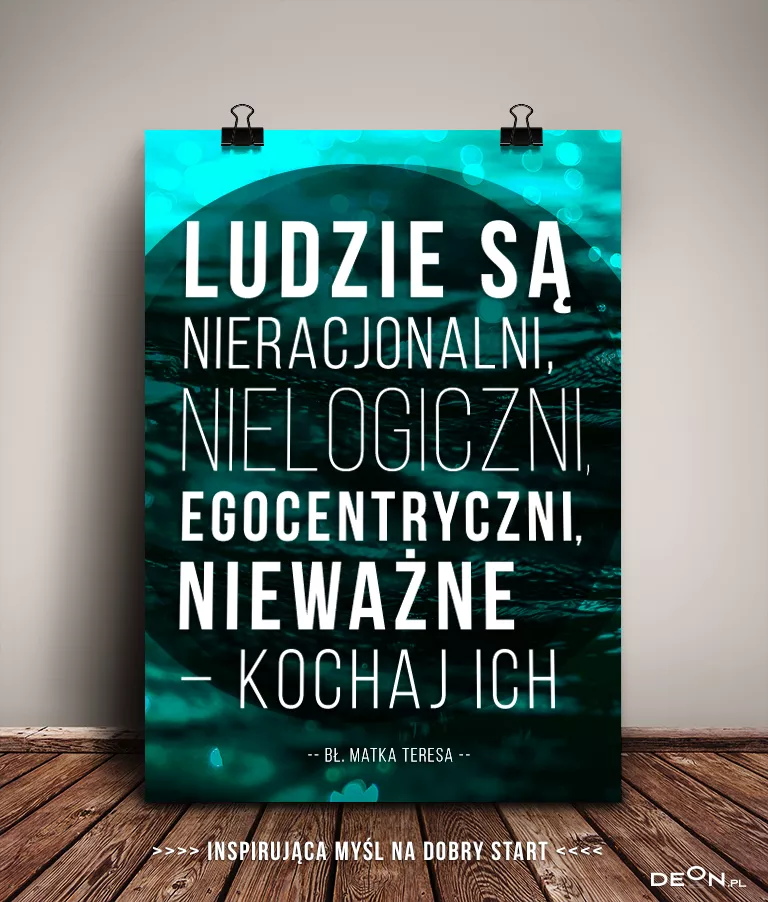 LUDZIE SĄ
NIERACJONALNI,
NIELOGICZNI,
EGOCENTRYCZNI,
NIEWAŻNE
– KOCHAJ ICH
-- BŁ. MATKA TERESA --
>>>> INSPIRUJĄCA MYŚL NA DOBRY START <<<<
DEON.PL